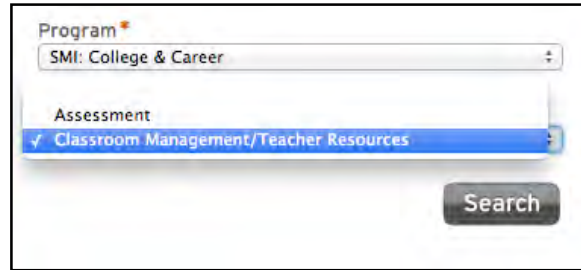 Program*
SMI: College & Career
Assessment
✓ Classroom Management/Teacher Resources
Search